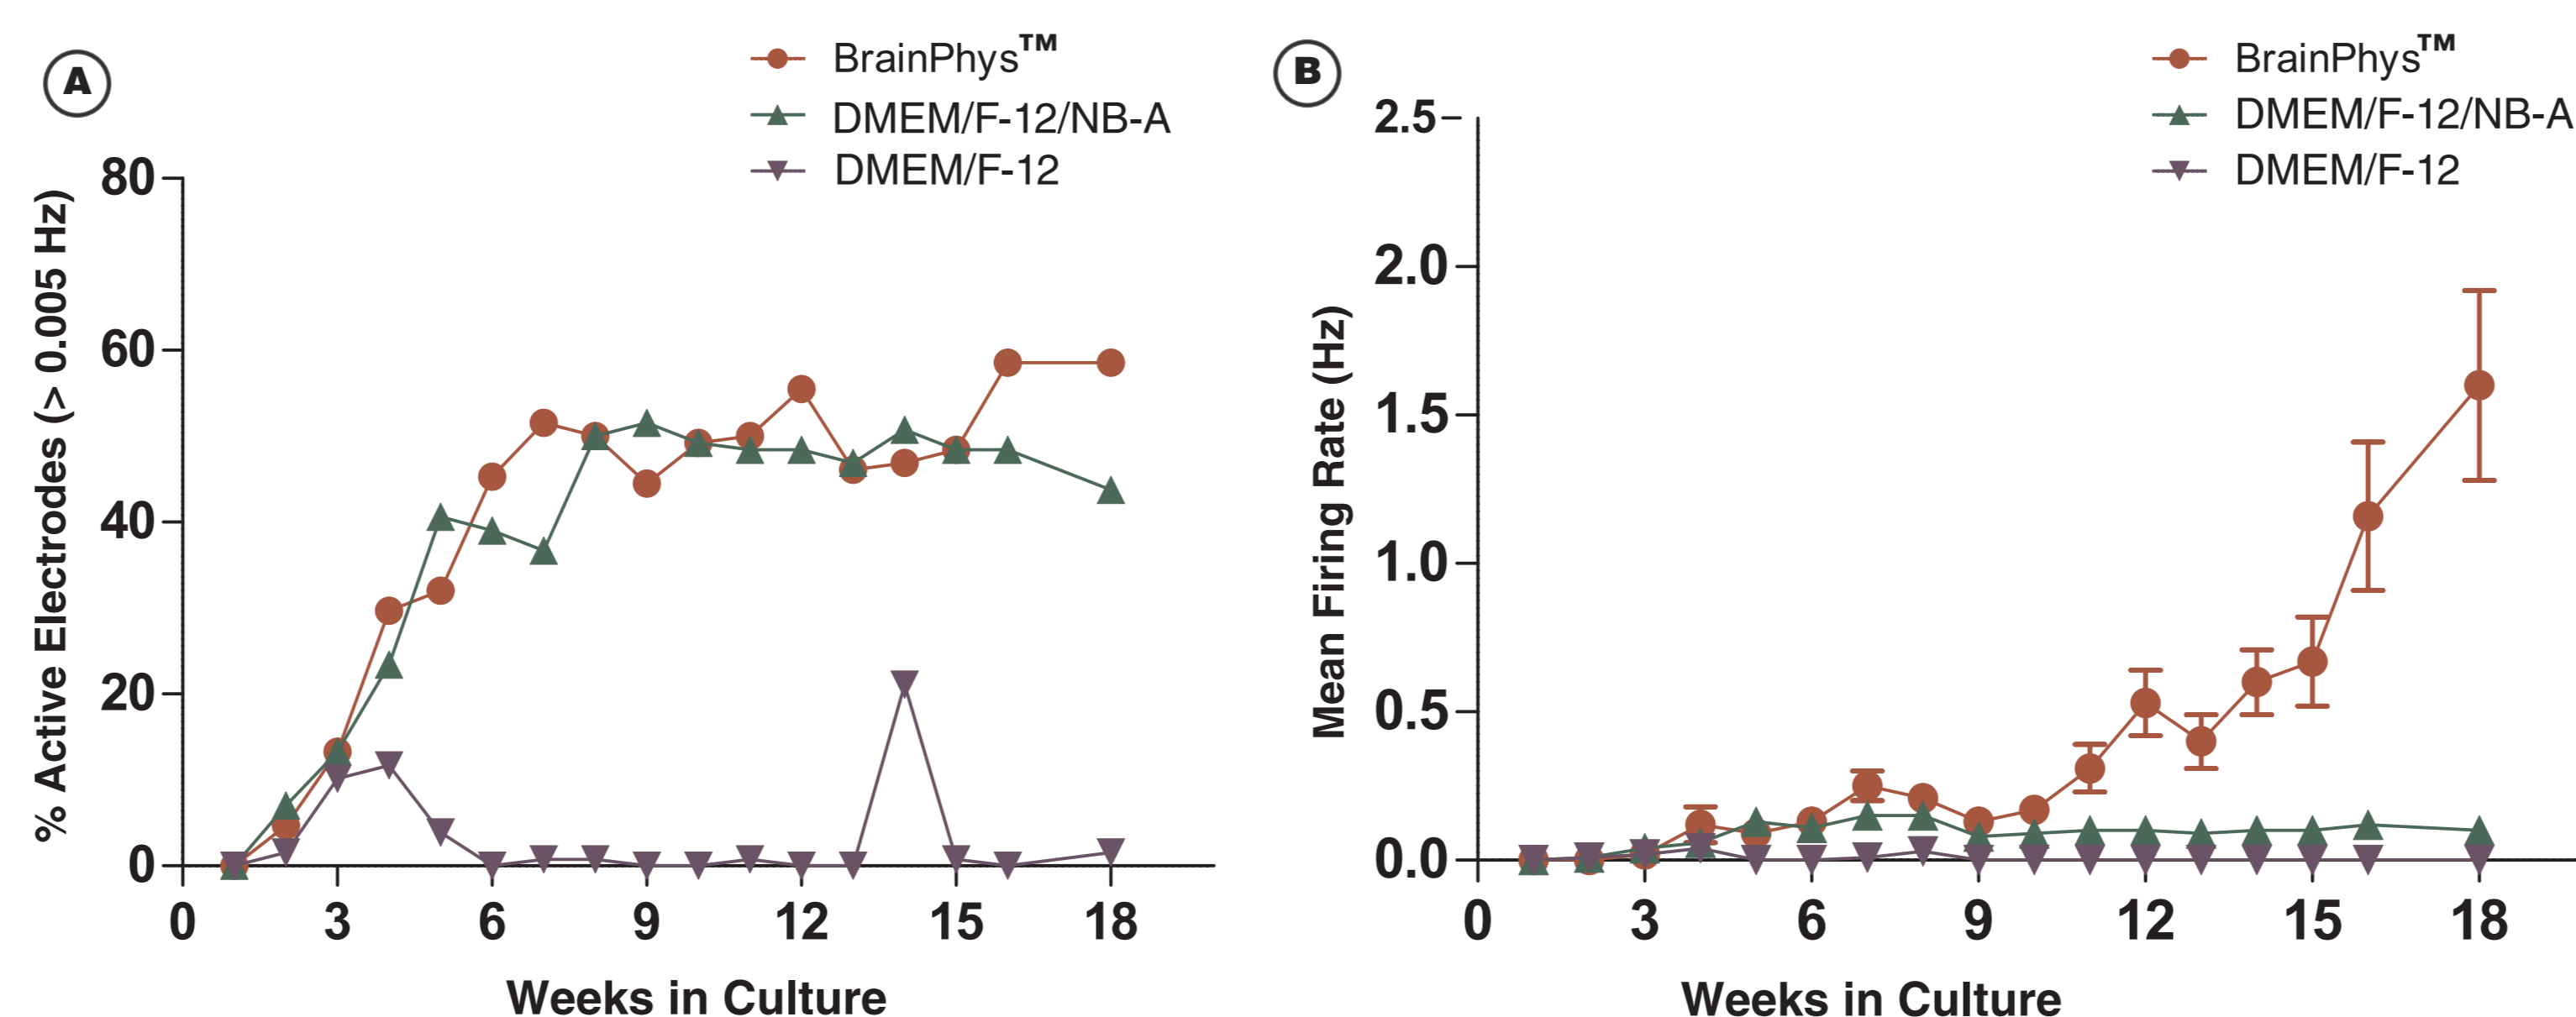 A
BrainPhys™
DMEM/F-12/NB-A
DMEM/F-12
% Active Electrodes (> 0.005 Hz)
80
60
40
20
0
0 3 6 9 12 15 18
Weeks in Culture
B
BrainPhys™
DMEM/F-12/NB-A
DMEM/F-12
Mean Firing Rate (Hz)
2.5
2.0
1.5
1.0
0.5
0.0
0 3 6 9 12 15 18
Weeks in Culture